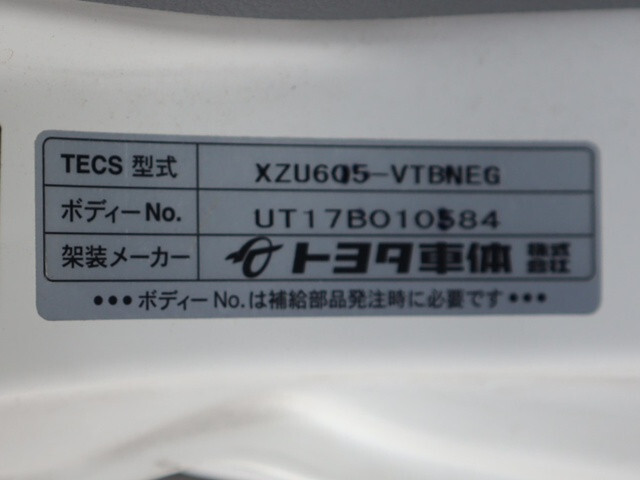 TECS 型式 XZU605-VTBNEG
ボディーNo. UT17B010584
架装メーカー トヨタ車体 株式会社
•••ボディーNo.は補給部品発注時に必要です•••